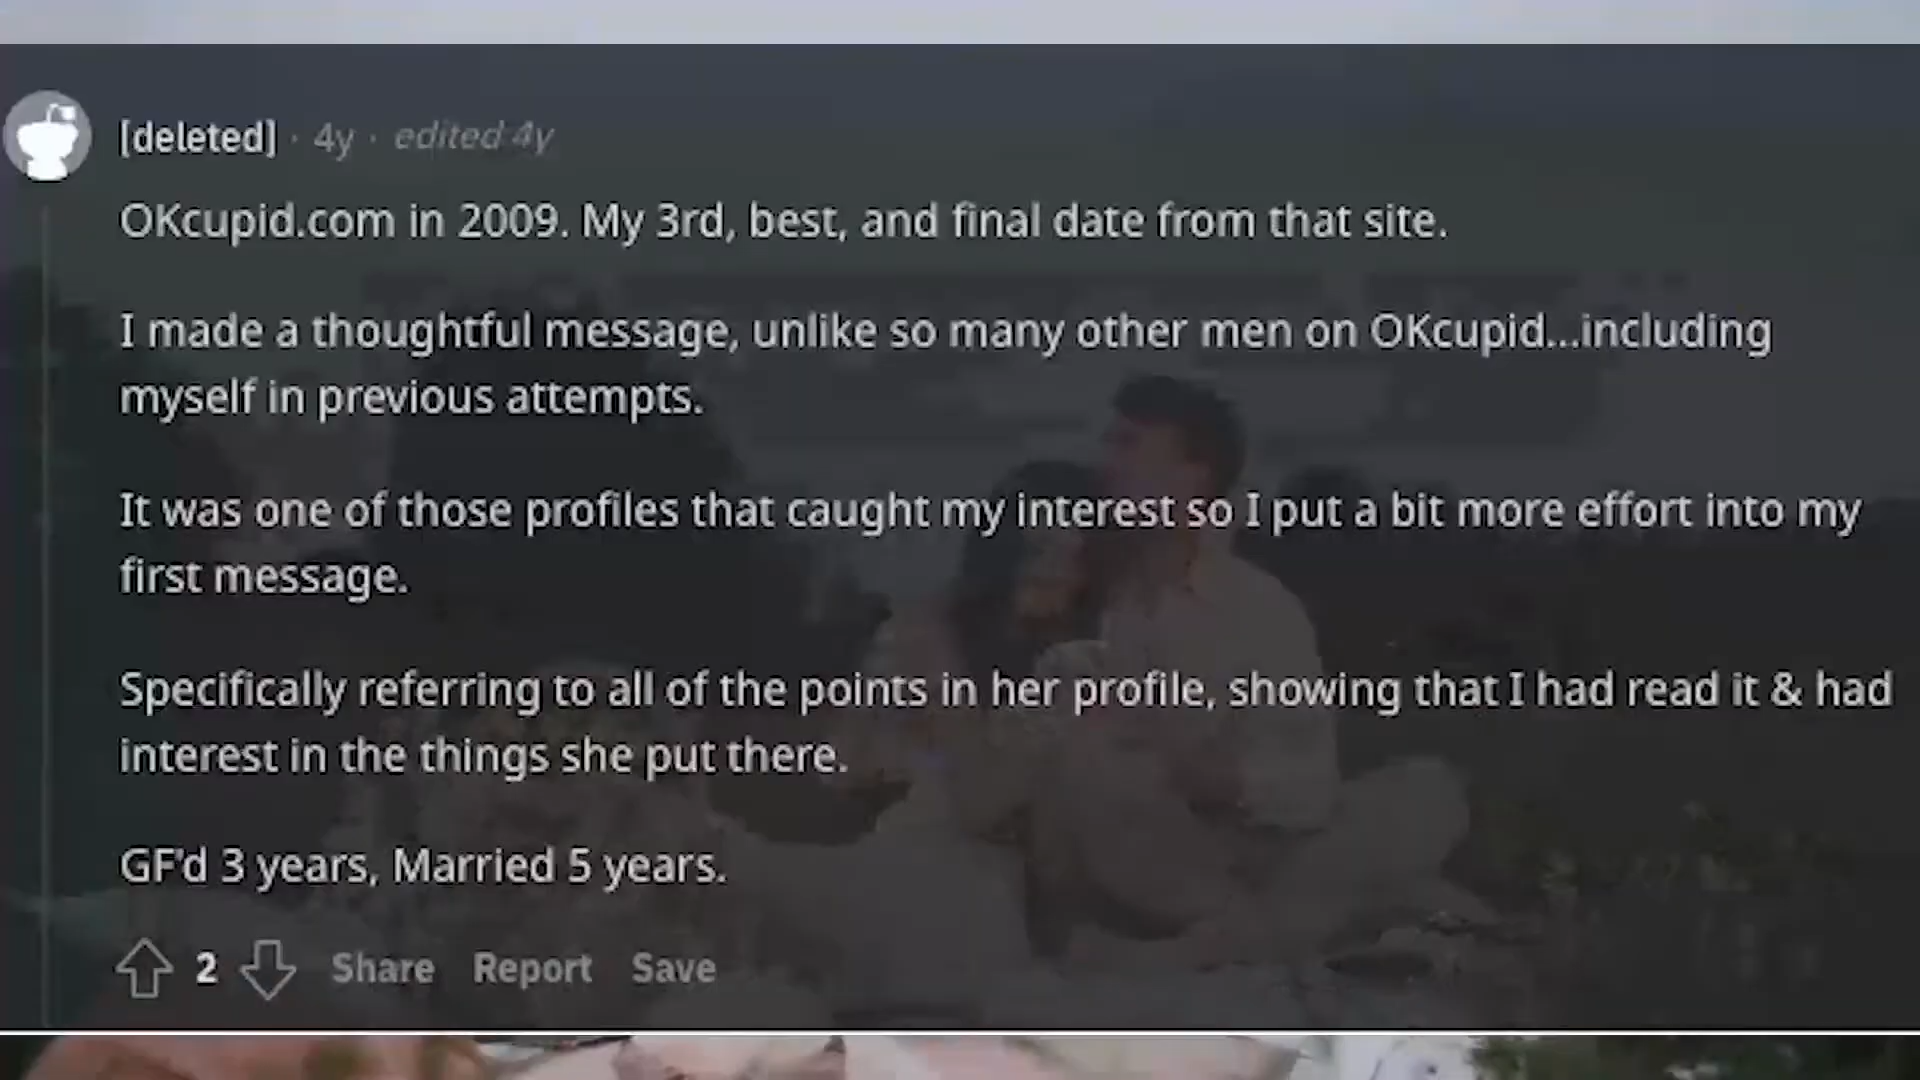 [deleted] · 4y · edited 4y
OKcupid.com in 2009. My 3rd, best, and final date from that site.
I made a thoughtful message, unlike so many other men on OKcupid...including
myself in previous attempts.
It was one of those profiles that caught my interest so I put a bit more effort into my
first message.
Specifically referring to all of the points in her profile, showing that I had read it & had
interest in the things she put there.
GF'd 3 years, Married 5 years.
2 Share Report Save